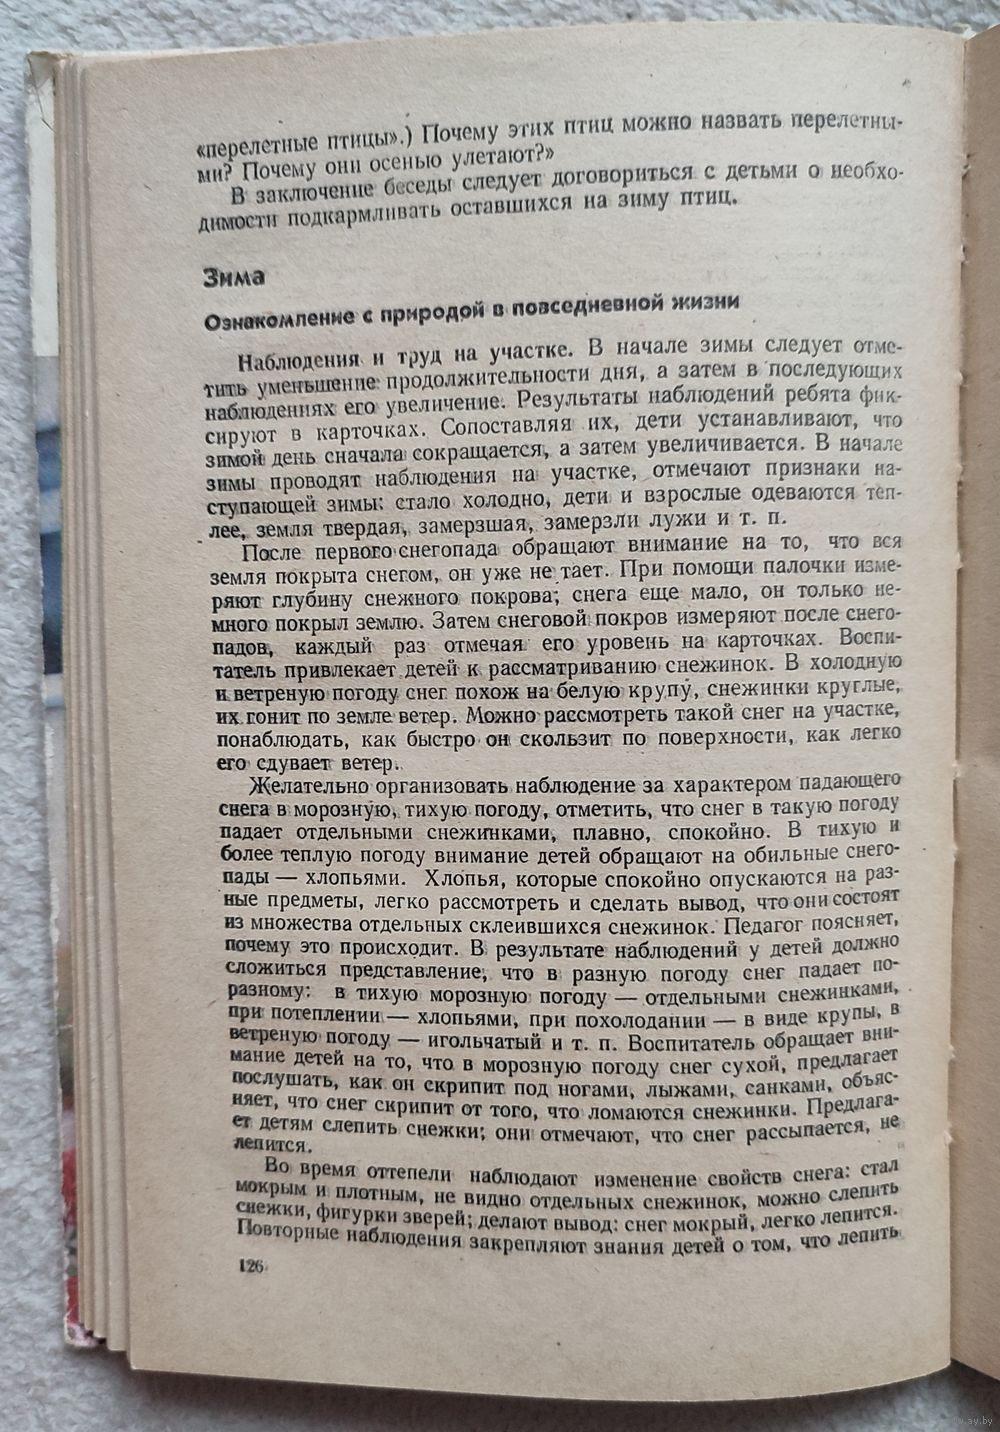 «перелетные птицы».) Почему этих птиц можно назвать перелетны-
ми? Почему они осенью улетают?»
В заключение беседы следует договориться с детьми о необхо-
димости подкармливать оставшихся на зиму птиц.
Зима
Ознакомление с природой в повседневной жизни
Наблюдения и труд на участке. В начале зимы следует отме-
тить уменьшение продолжительности дня, а затем в последующих
наблюдениях его увеличение. Результаты наблюдений ребята фик-
сируют в карточках. Сопоставляя их, дети устанавливают, что
зимой день сначала сокращается, а затем увеличивается. В начале
зимы проводят наблюдения на участке, отмечают признаки на-
ступающей зимы: стало холодно, дети и взрослые одеваются теп-
лее, земля твердая, замерзшая, замерзли лужи и т. п.
После первого снегопада обращают внимание на то, что вся
земля покрыта снегом, он уже не тает. При помощи палочки изме-
ряют глубину снежного покрова; снега еще мало, он только не-
много покрыл землю. Затем снеговой покров измеряют после снего-
падов, каждый раз отмечая его уровень на карточках. Воспи-
татель привлекает детей к рассматриванию снежинок. В холодную
и ветреную погоду снег похож на белую крупу, снежинки круглые,
их гонит по земле ветер. Можно рассмотреть такой снег на участке,
понаблюдать, как быстро он скользит по поверхности, как легко
его сдувает ветер.
Желательно организовать наблюдение за характером падающего
снега в морозную, тихую погоду, отметить, что снег в такую погоду
падает отдельными снежинками, плавно, спокойно. В тихую и
более теплую погоду внимание детей обращают на обильные снего-
пады — хлопьями. Хлопья, которые спокойно опускаются на раз-
ные предметы, легко рассмотреть и сделать вывод, что они состоят
из множества отдельных склеившихся снежинок. Педагог поясняет,
почему это происходит. В результате наблюдений у детей должно
сложиться представление, что в разную погоду снег падает по-
разному: в тихую морозную погоду — отдельными снежинками,
при потеплении — хлопьями, при похолодании — в виде крупы, в
ветреную погоду — игольчатый и т. п. Воспитатель обращает вни-
мание детей на то, что в морозную погоду снег сухой, предлагает
послушать, как он скрипит под ногами, лыжами, санками, объяс-
няет, что снег скрипит от того, что ломаются снежинки. Предлага-
ет детям слепить снежки; они отмечают, что снег рассыпается, не
лепится.
Во время оттепели наблюдают изменение свойств снега: стал
мокрым и плотным, не видно отдельных снежинок, можно слепить
снежки, фигурки зверей; делают вывод: снег мокрый, легко лепится.
Повторные наблюдения закрепляют знания детей о том, что лепить
126